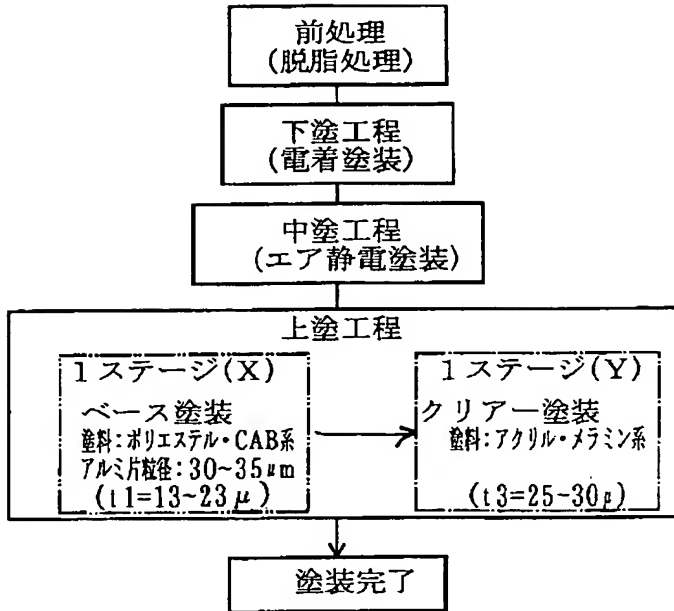 前処理
(脱脂処理)
下塗工程
(電着塗装)
中塗工程
(エア静電塗装)
上塗工程
1ステージ(X)
ベース塗装
塗料:ポリエステル・CAB系
アルミ片粒径:30~35μm
(t1=13~23μ)
1ステージ(Y)
クリアー塗装
塗料:アクリル・メラミン系
(t3=25~30μ)
塗装完了